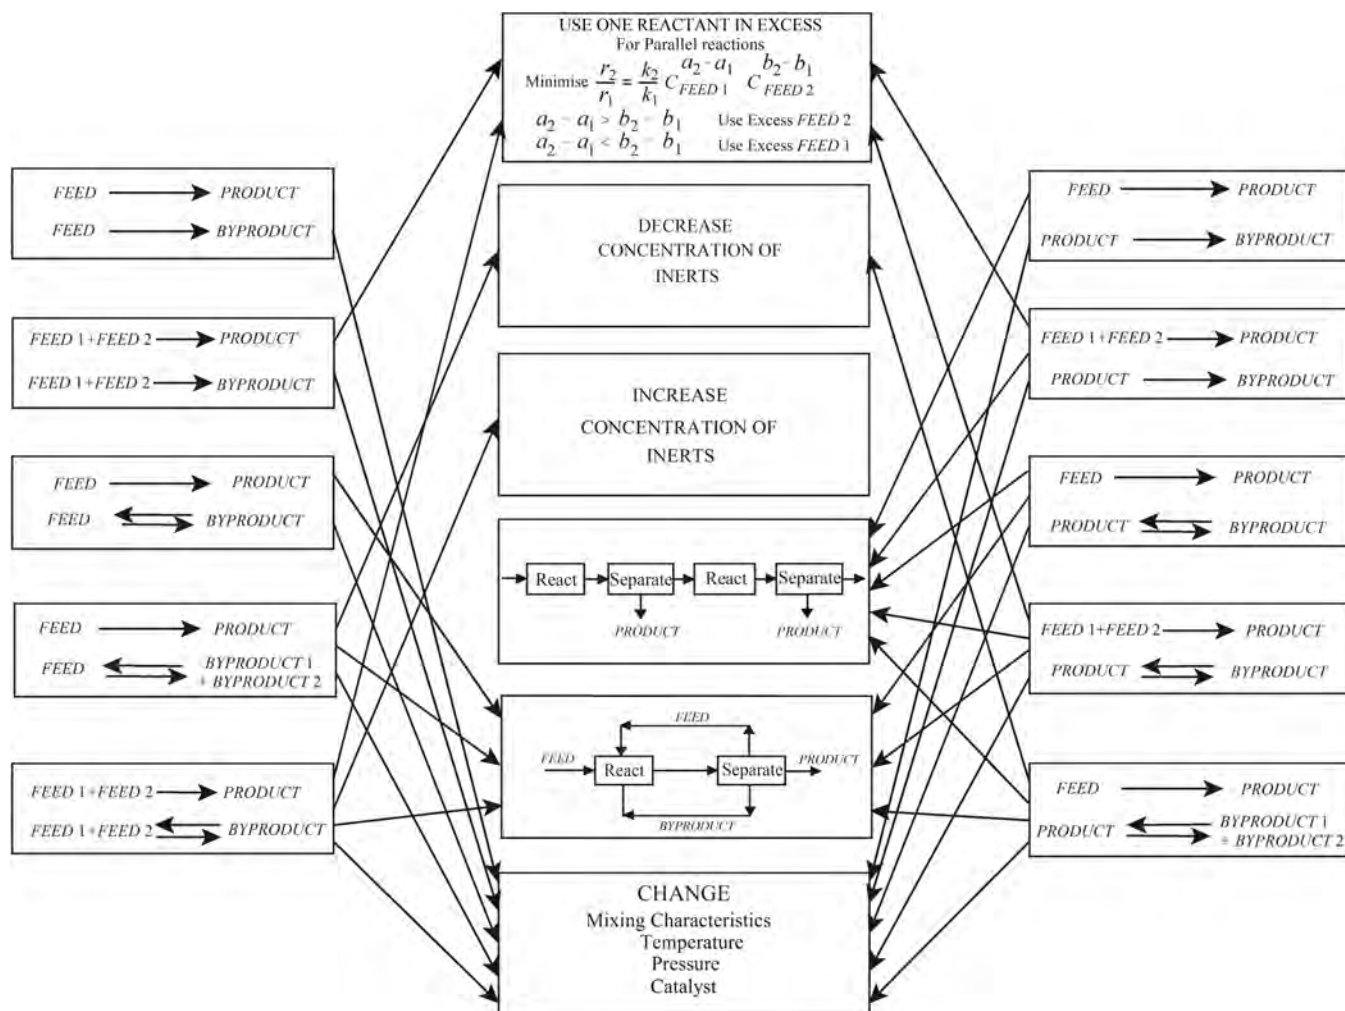 USE ONE REACTANT IN EXCESS
For Parallel reactions
Minimise r2/r1 = k2/k1 C FEED 1 a2 - a1 C FEED 2 b2 - b1
a2 - a1 > b2 - b1 Use Excess FEED 2
a2 - a1 < b2 - b1 Use Excess FEED 1
DECREASE
CONCENTRATION OF
INERTS
INCREASE
CONCENTRATION OF
INERTS
React Separate React Separate
PRODUCT PRODUCT
FEED
FEED React Separate PRODUCT
BYPRODUCT
CHANGE
Mixing Characteristics
Temperature
Pressure
Catalyst
FEED PRODUCT
FEED BYPRODUCT
FEED 1+FEED 2 PRODUCT
FEED 1+FEED 2 BYPRODUCT
FEED PRODUCT
FEED BYPRODUCT
FEED PRODUCT
FEED BYPRODUCT 1
+ BYPRODUCT 2
FEED 1+FEED 2 PRODUCT
FEED 1+FEED 2 BYPRODUCT
FEED PRODUCT
PRODUCT BYPRODUCT
FEED 1+FEED 2 PRODUCT
PRODUCT BYPRODUCT
FEED PRODUCT
PRODUCT BYPRODUCT
FEED 1+FEED 2 PRODUCT
PRODUCT BYPRODUCT
FEED PRODUCT
PRODUCT BYPRODUCT 1
+ BYPRODUCT 2